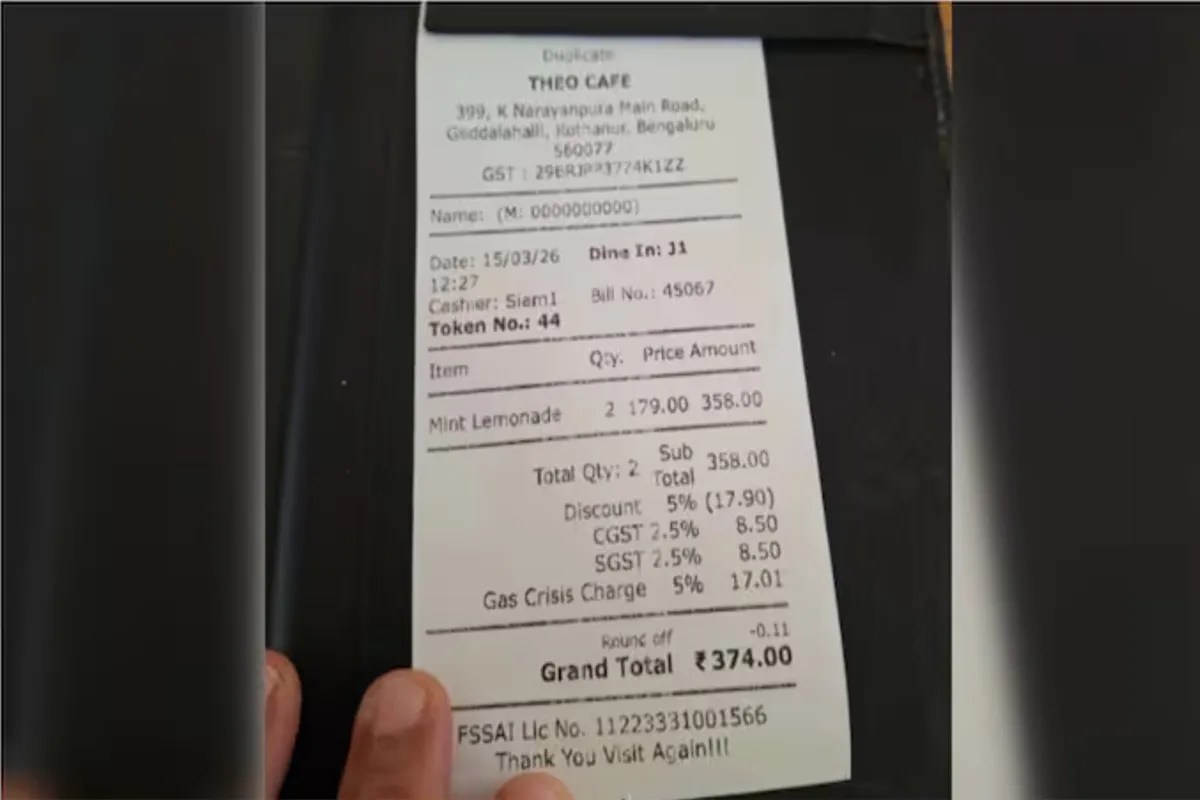 Duplicate
THEO CAFE
399, K Narayanpura Main Road,
Geddalahalli, Kothanur, Bengaluru
560077
GST :
Name: (M: 0000000000)
Date: 15/03/26 Dine In: J1
12:27
Cashier: Siem1 Bill No.: 45067
Token No.: 44
Item Qty. Price Amount
Mint Lemonade 2 179.00 358.00
Total Qty: 2 Sub Total 358.00
Discount 5% (17.90)
CGST 2.5% 8.50
SGST 2.5% 8.50
Gas Crisis Charge 5% 17.01
Round off -0.11
Grand Total ₹374.00
FSSAI Lic No. 11223331001566
Thank You Visit Again!!!